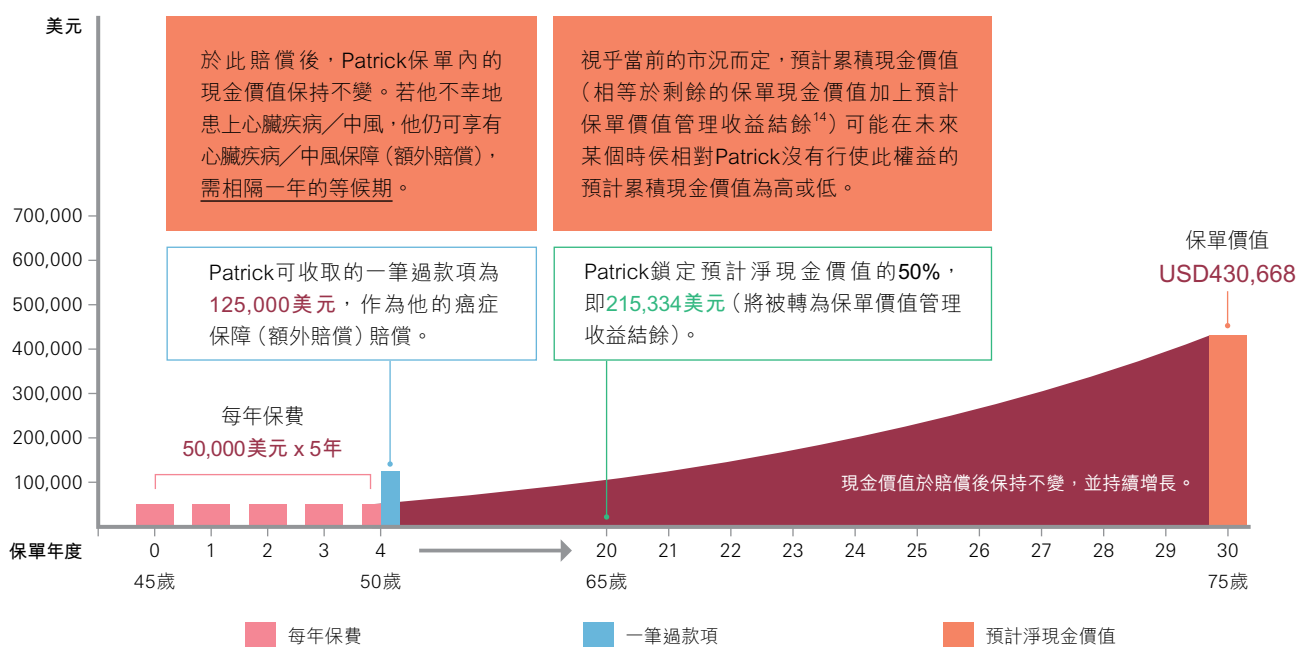 美元
於此賠償後，Patrick保單內的
現金價值保持不變。若他不幸地
患上心臟疾病／中風，他仍可享有
心臟疾病／中風保障（額外賠償），
需相隔一年的等候期。
視乎當前的市況而定，預計累積現金價值
（相等於剩餘的保單現金價值加上預計
保單價值管理收益結餘14）可能在未來
某個時侯相對Patrick沒有行使此權益的
預計累積現金價值為高或低。
700,000
600,000
500,000
400,000
300,000
200,000
100,000
Patrick可收取的一筆過款項為
125,000美元，作為他的癌症
保障（額外賠償）賠償。
Patrick鎖定預計淨現金價值的50%，
即215,334美元（將被轉為保單價值管理
收益結餘）。
保單價值
USD430,668
每年保費
50,000美元 x 5年
現金價值於賠償後保持不變，並持續增長。
保單年度 0 1 2 3 4 20 21 22 23 24 25 26 27 28 29 30
45歲 50歲 65歲 75歲
每年保費 一筆過款項 預計淨現金價值